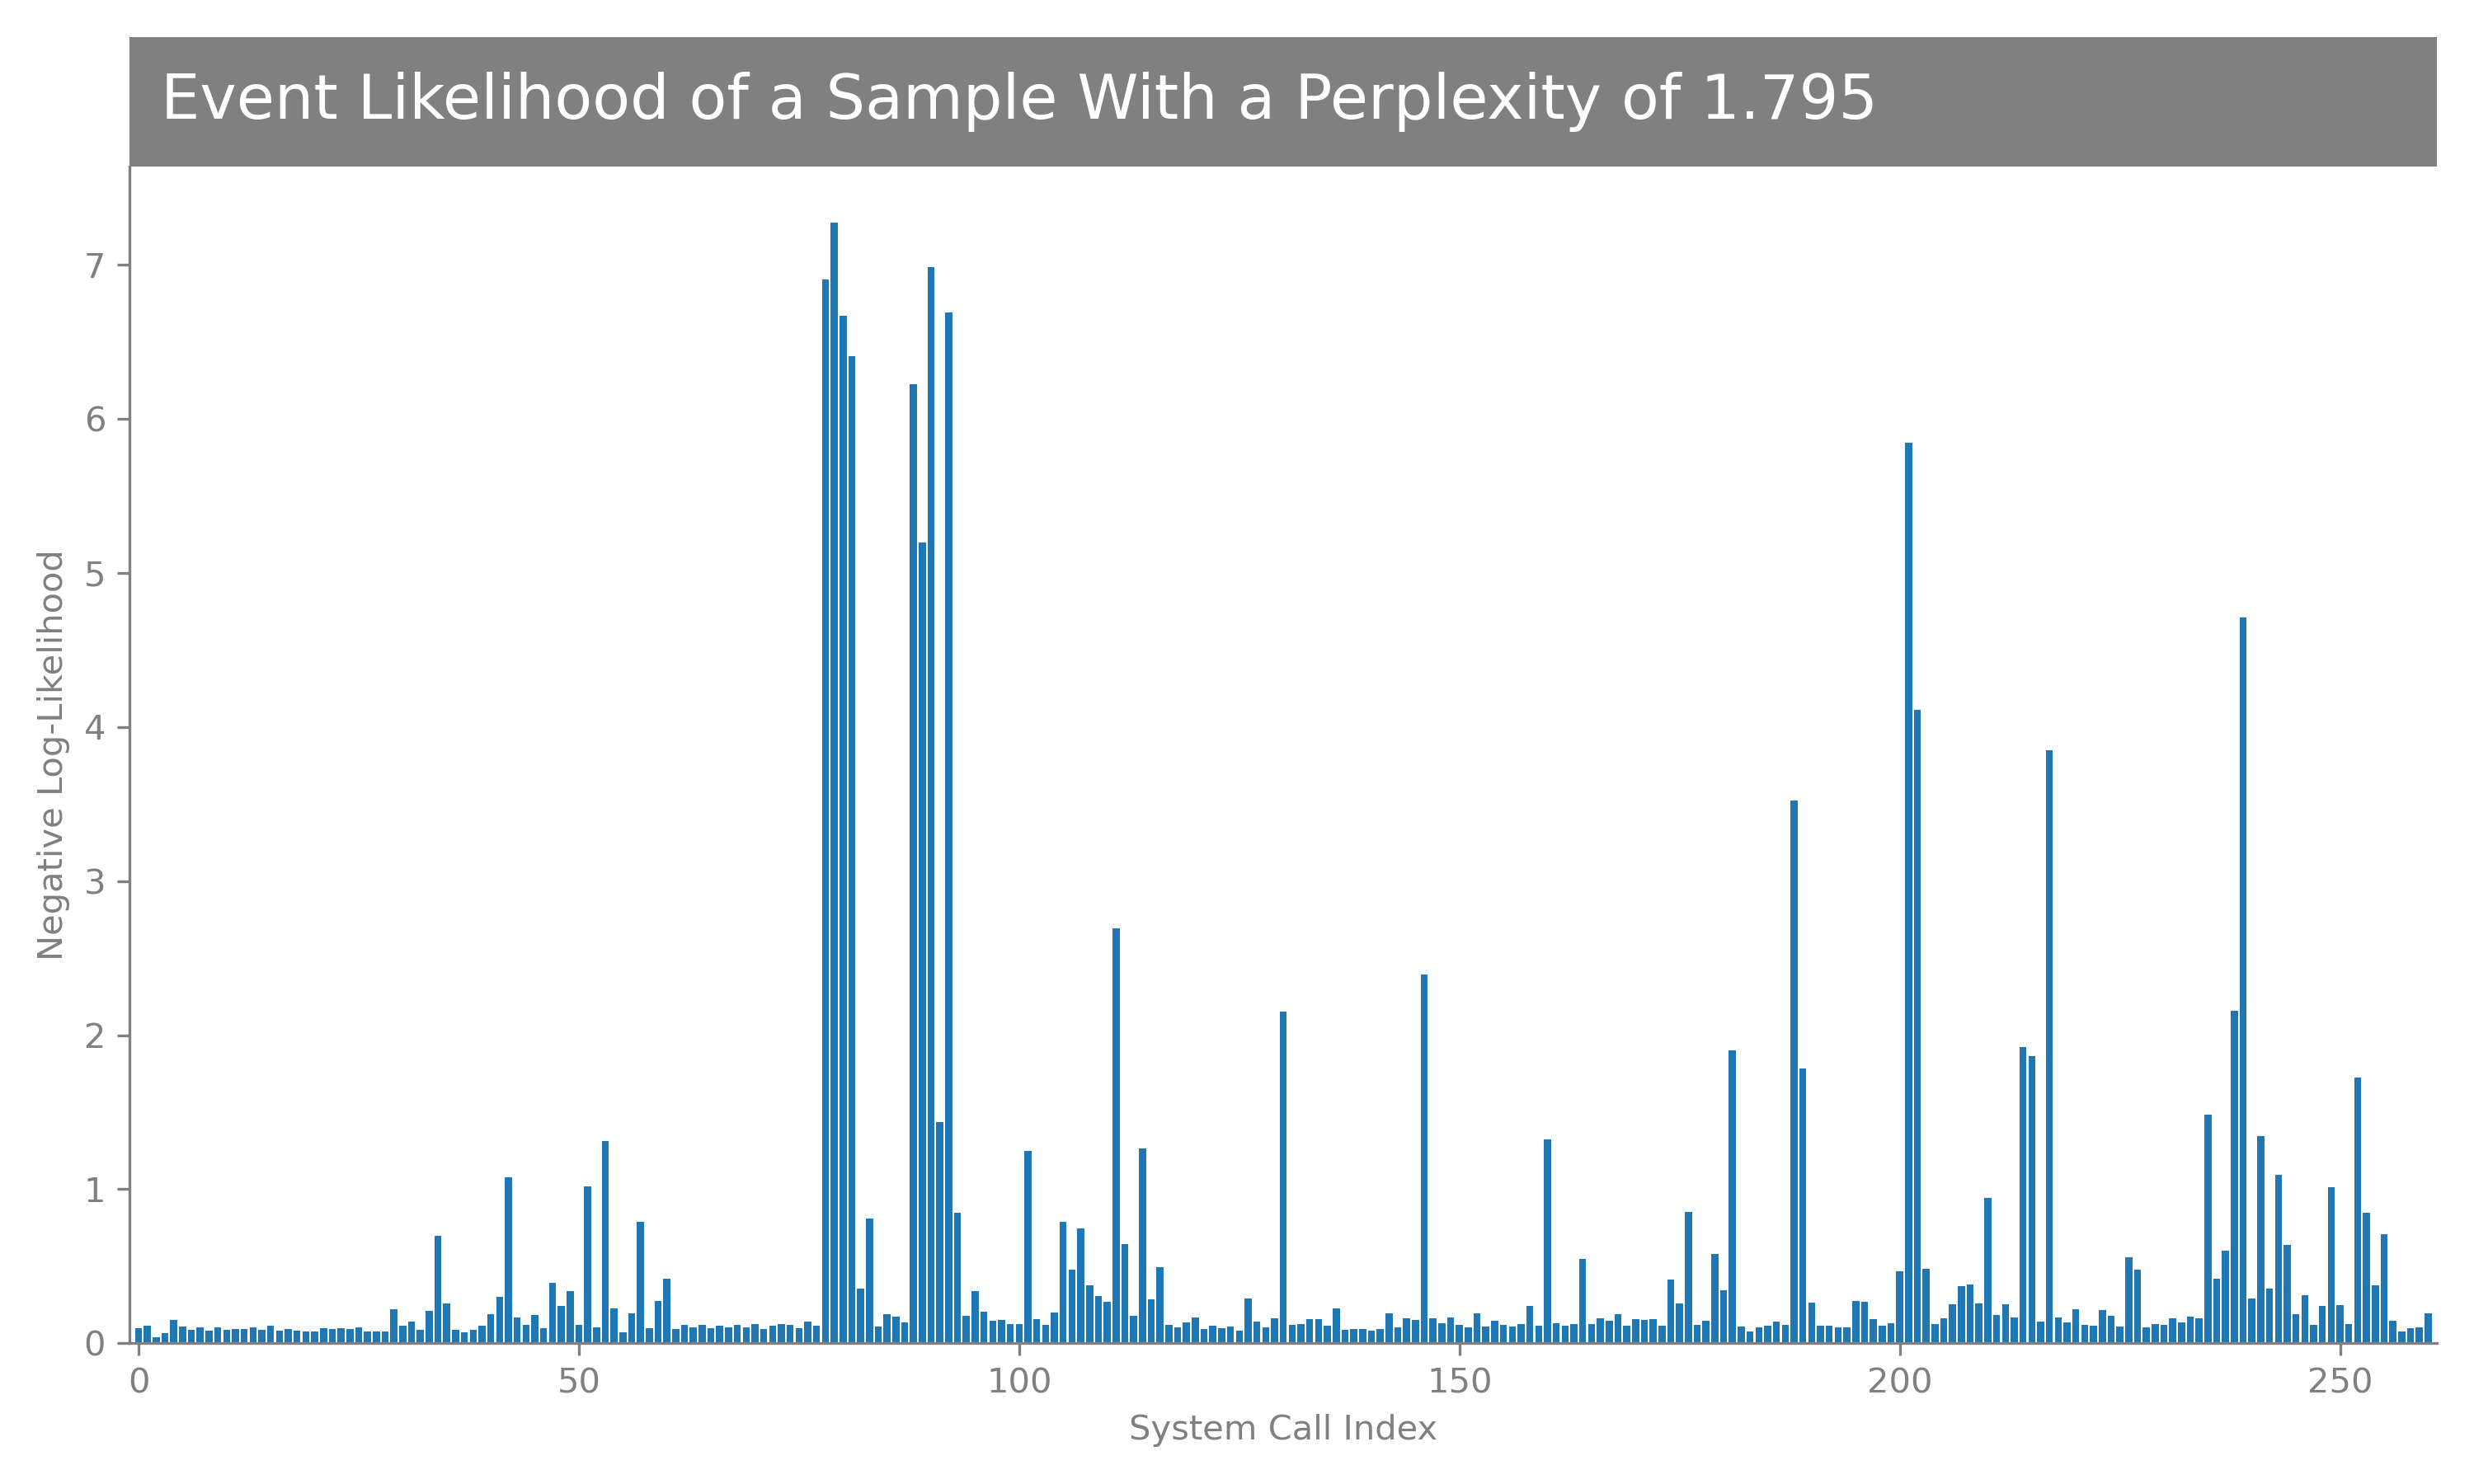 Event Likelihood of a Sample With a Perplexity of 1.795
7
6
5
4
3
2
1
0
Negative Log-Likelihood
0 50 100 150 200 250
System Call Index